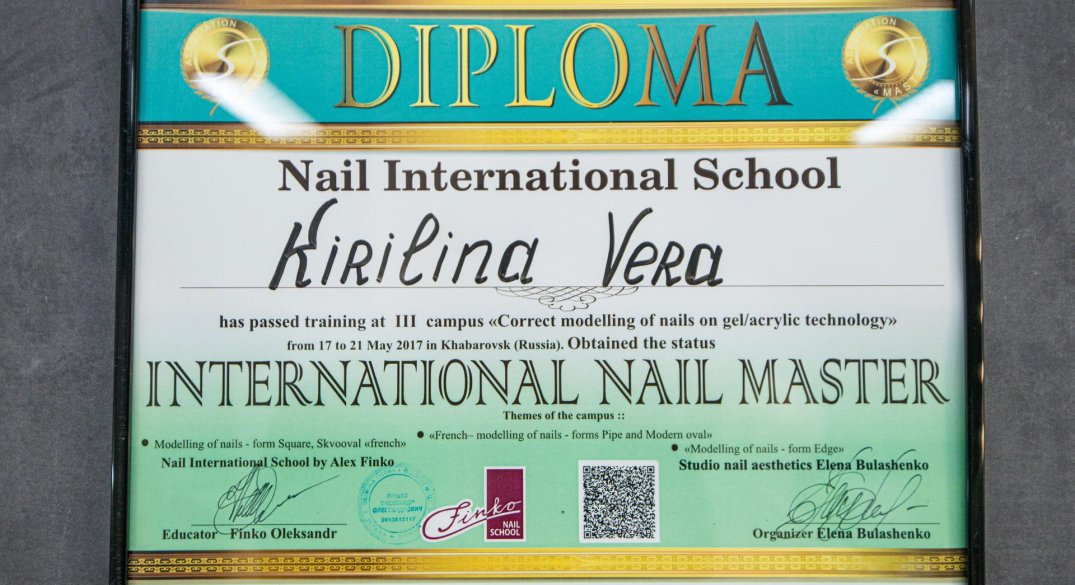 DIPLOMA
«MAS
Nail International School
Kirilina Vera
has passed training at III campus «Correct modelling of nails on gel/acrylic technology»
from 17 to 21 May 2017 in Khabarovsk (Russia). Obtained the status
INTERNATIONAL NAIL MASTER
Themes of the campus ::
● Modelling of nails - form Square, Skvooval «french»
● «French– modelling of nails - forms Pipe and Modern oval»
● «Modelling of nails - form Edge»
Nail International School by Alex Finko
Studio nail aesthetics Elena Bulashenko
Finko
NAIL
SCHOOL
Educator Finko Oleksandr
Organizer Elena Bulashenko